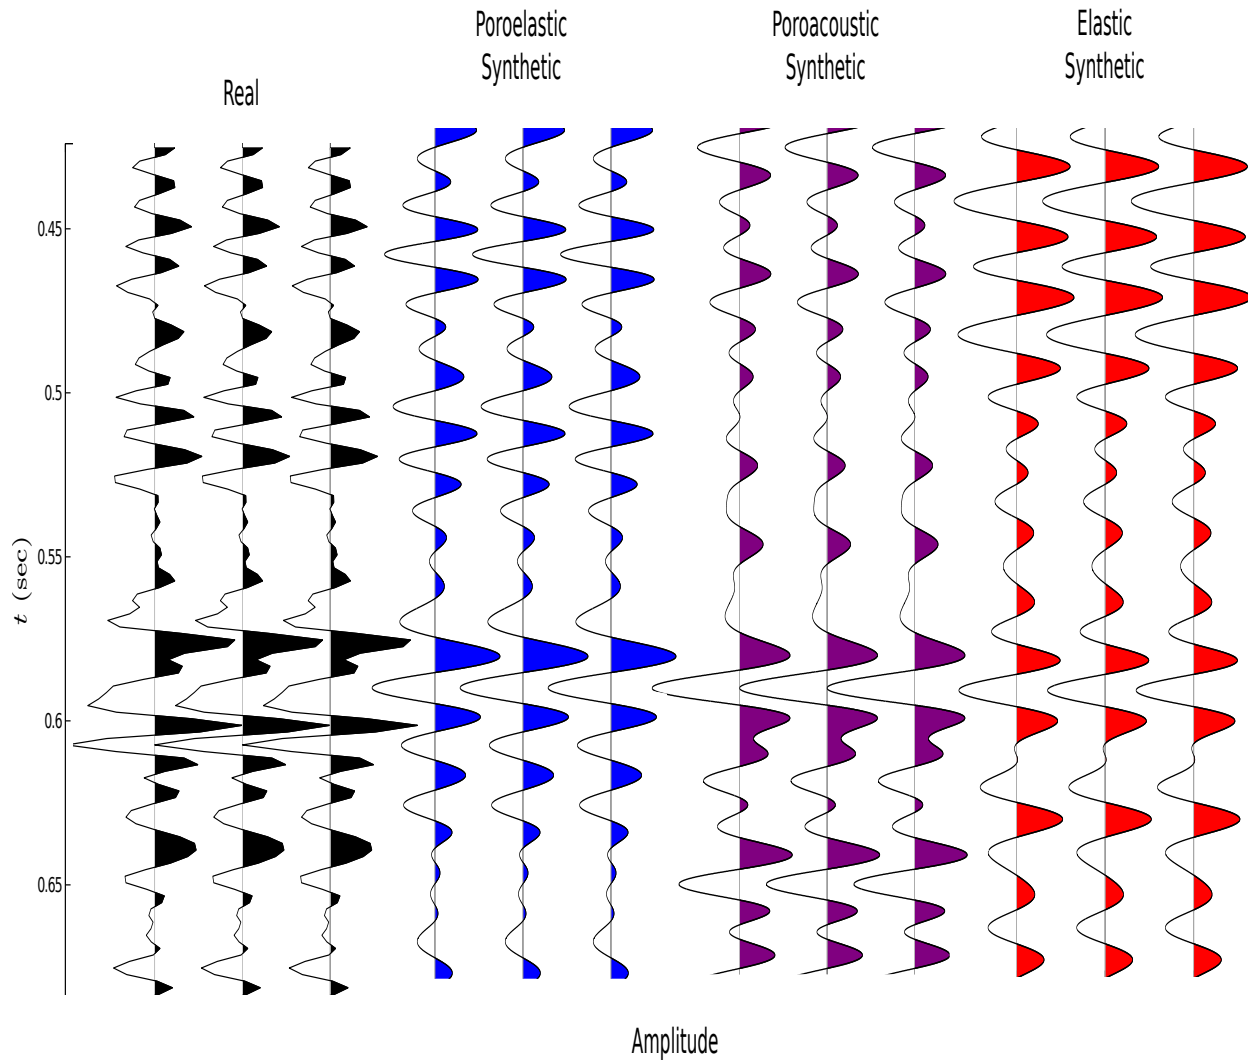 Poroelastic
Synthetic
Poroacoustic
Synthetic
Elastic
Synthetic
Real
0.45
0.5
0.55
0.6
0.65
t (sec)
Amplitude